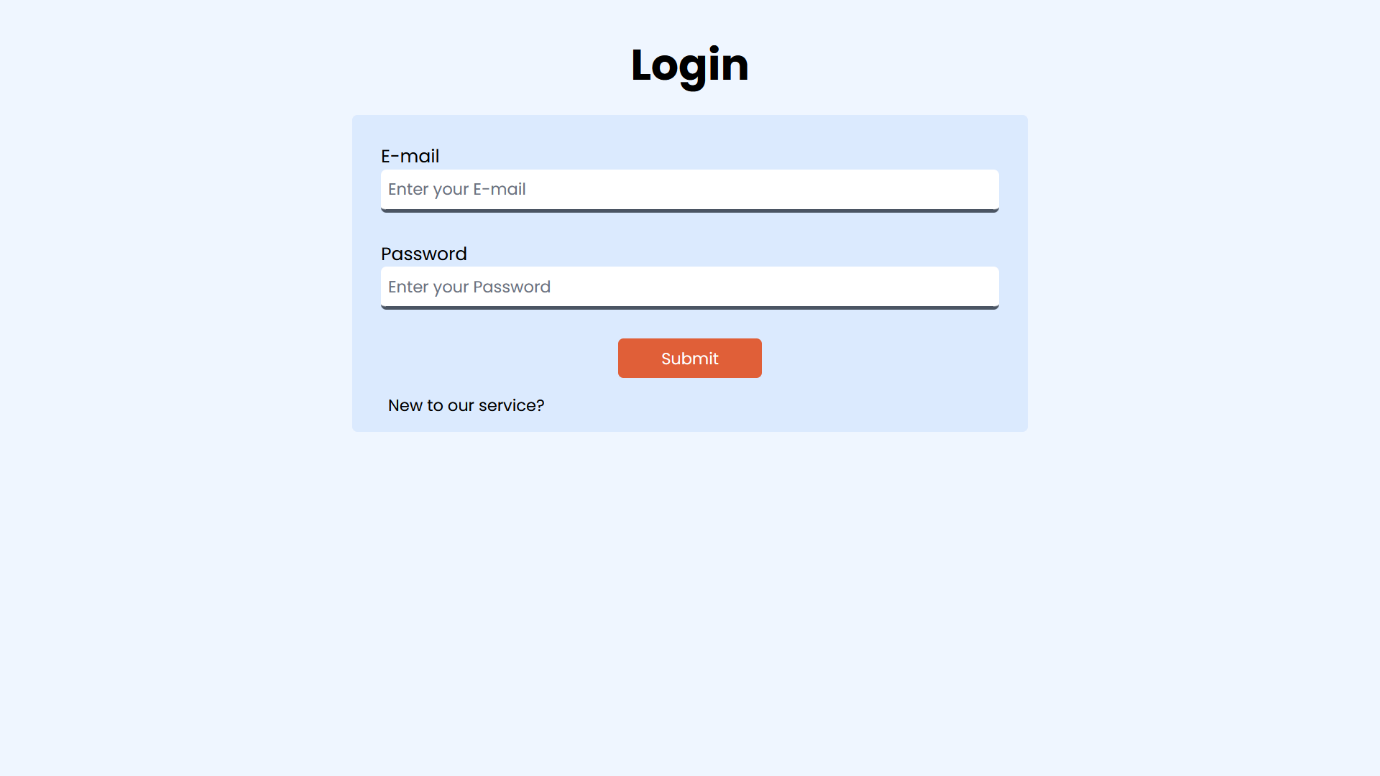 Login
E-mail
Enter your E-mail
Password
Enter your Password
Submit
New to our service?